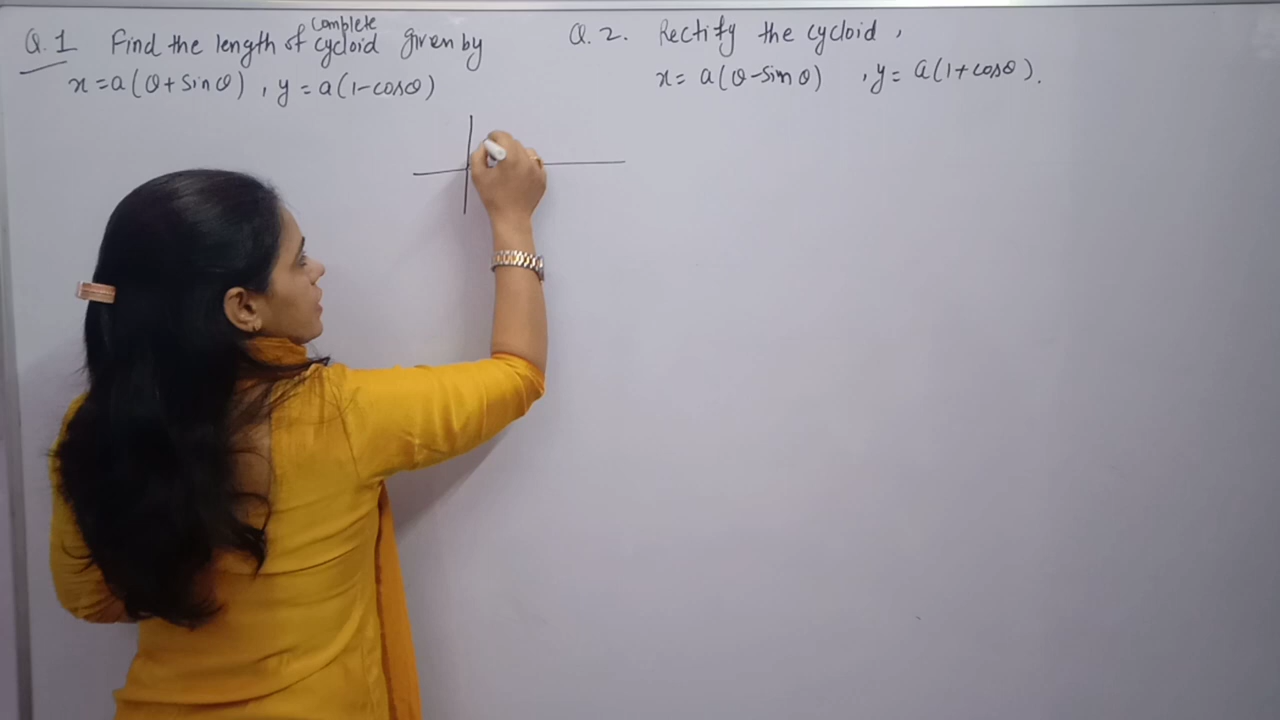 Q. 1 Find the length of complete cycloid given by
x = a(θ + sinθ) , y = a(1 - cosθ)
Q. 2. Rectify the cycloid ,
x = a(θ - sinθ) , y = a(1 + cosθ).